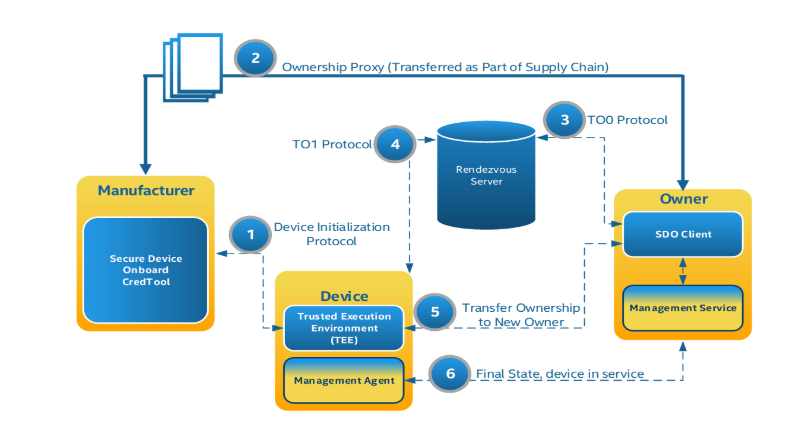 2
Ownership Proxy (Transferred as Part of Supply Chain)
3
TO0 Protocol
TO1 Protocol
4
Rendezvous
Server
Manufacturer
Secure Device
Onboard
CredTool
1
Device Initialization
Protocol
Owner
SDO Client
Management Service
Device
Trusted Execution
Environment
(TEE)
Management Agent
5
Transfer Ownership
to New Owner
6
Final State, device in service